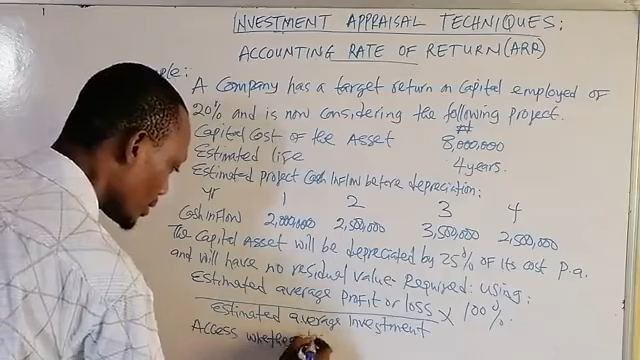 INVESTMENT APPRAISAL TECHNIQUES:
ACCOUNTING RATE OF RETURN (ARR)
A Company has a target return on Capital employed of
20% and is now considering the following project.
Capital Cost of the Asset ₦ 8,000,000
Estimated life 4 years.
Estimated project Cash Inflow before depreciation:
Yr 1 2 3 4
Cash Inflow 2,000,000 2,500,000 3,500,000 2,500,000
The Capital Asset will be depreciated by 25% of its cost p.a.
and will have no residual value. Required: Using:
Estimated average Profit or loss X 100%.
Estimated average Investment
Access whether